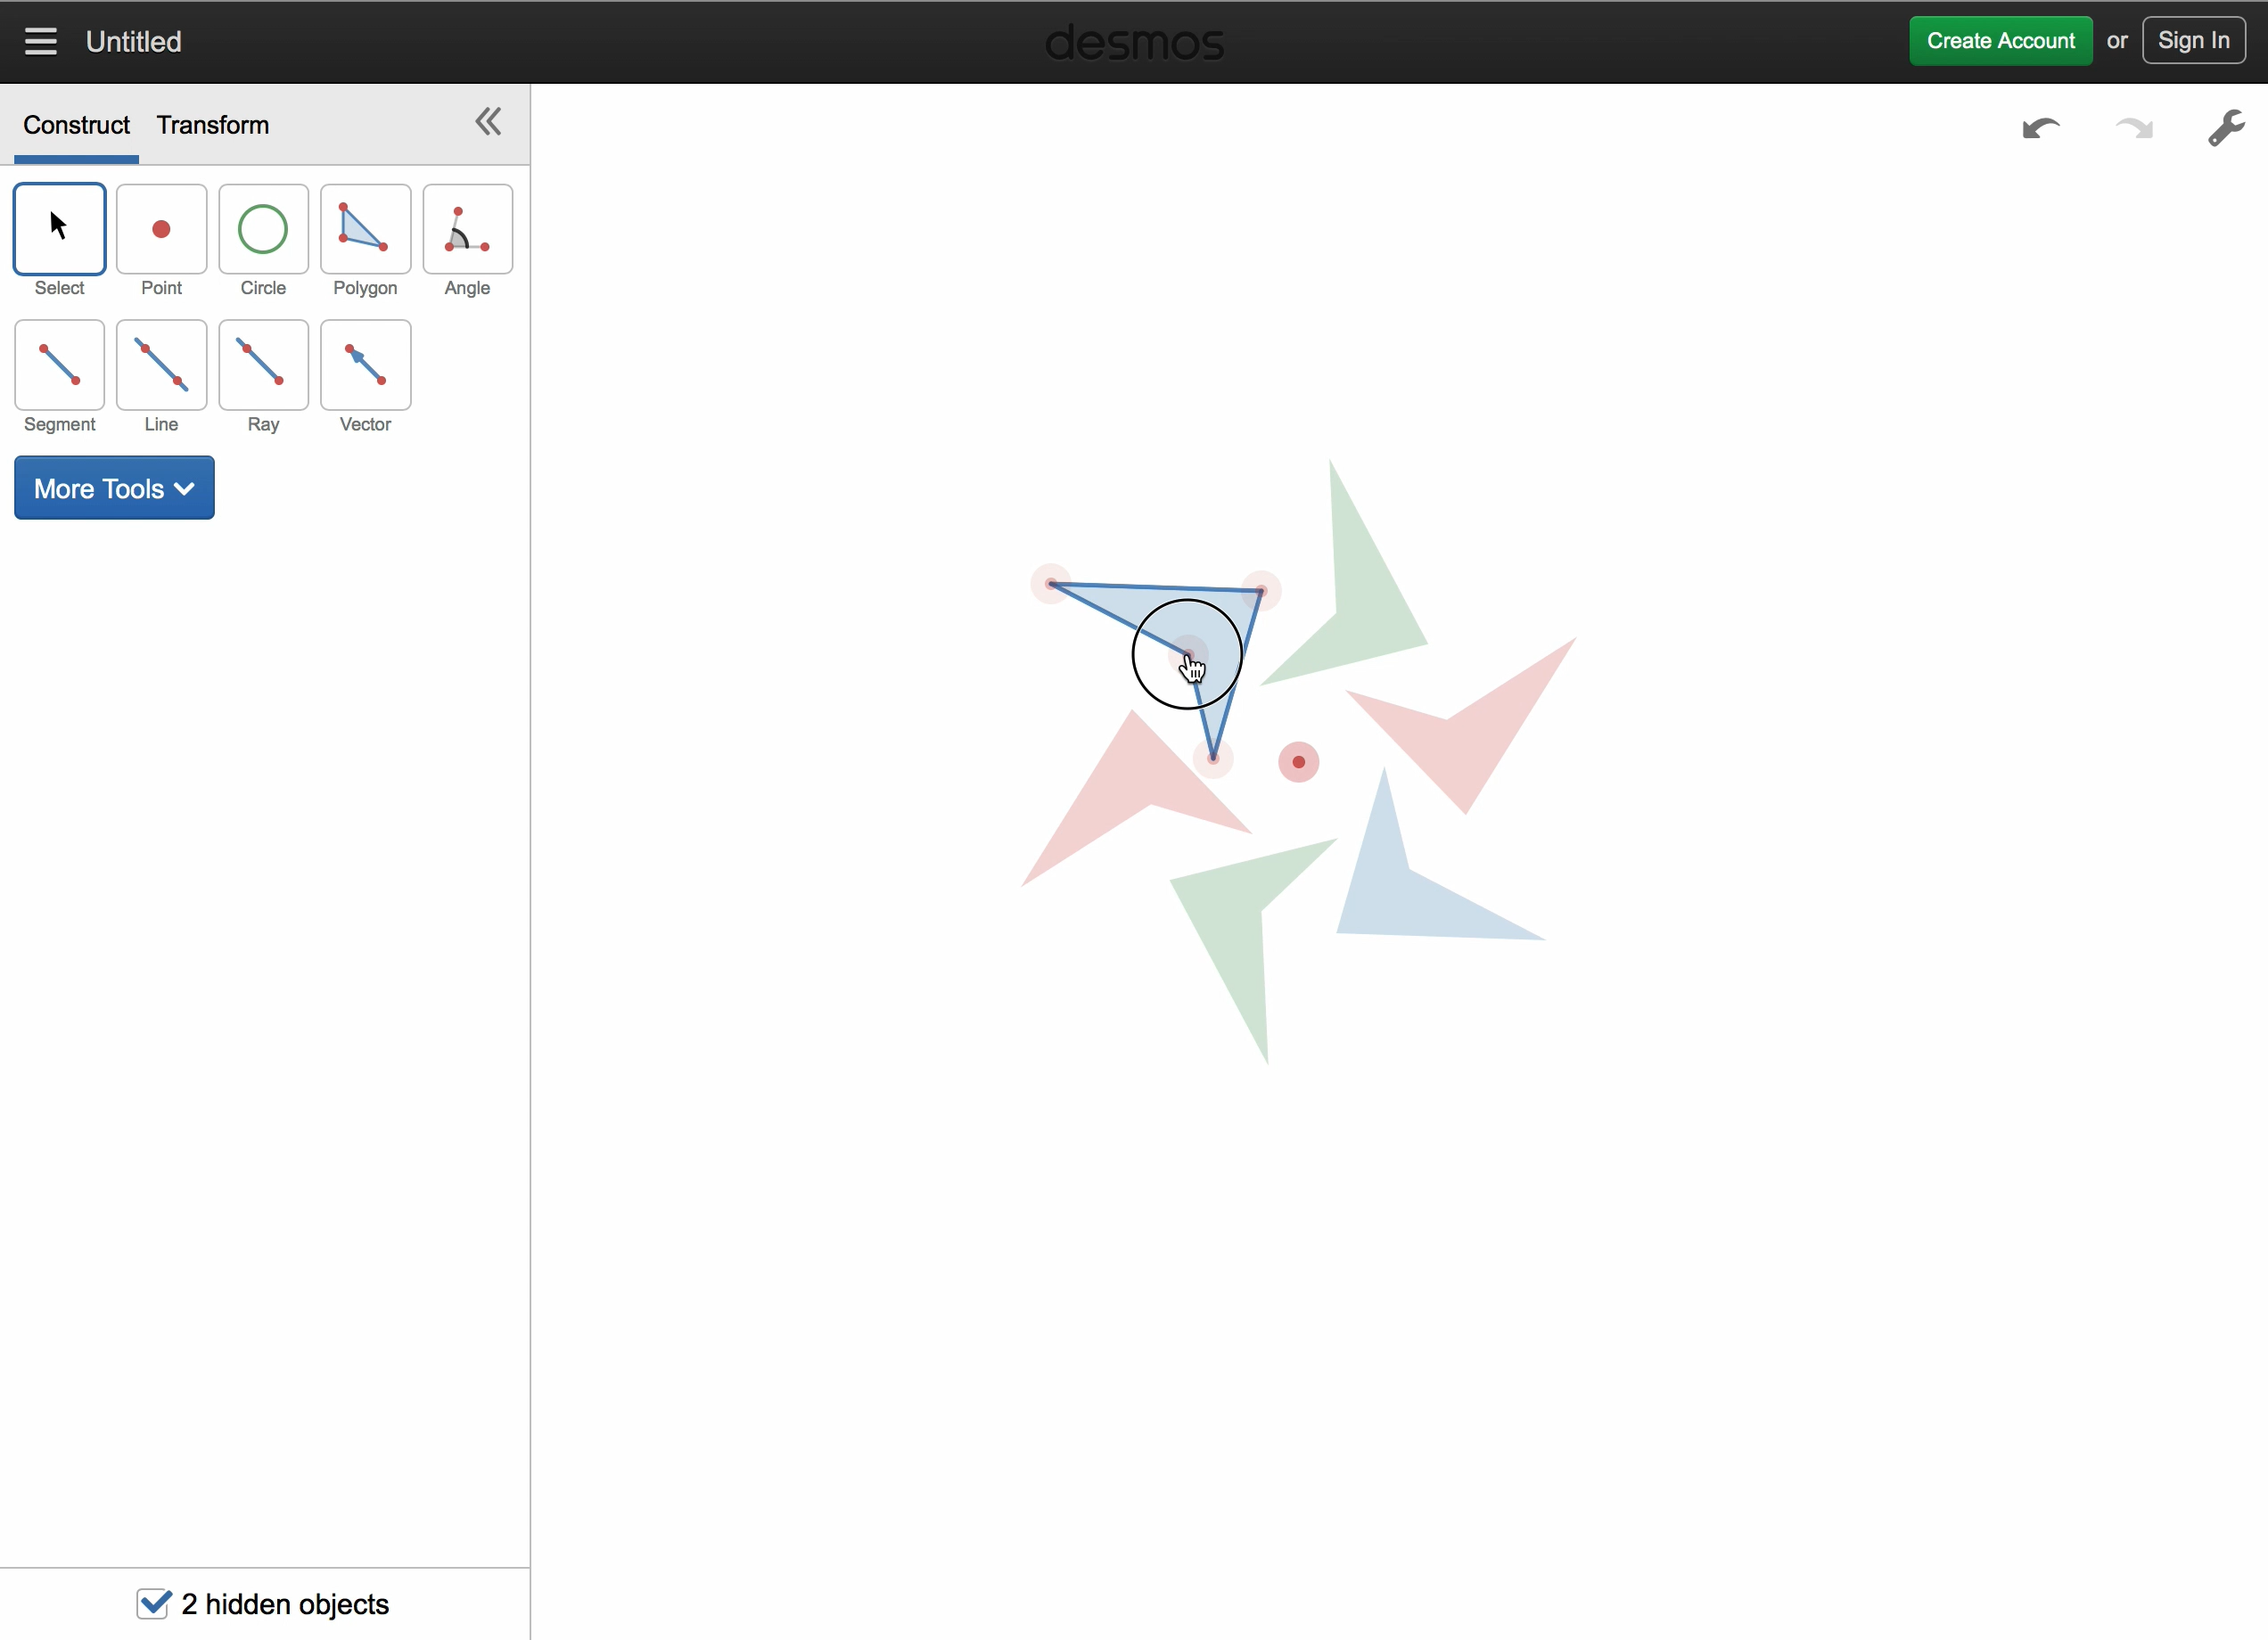 Untitled
desmos
Create Account or Sign In
Construct Transform
Select Point Circle Polygon Angle
Segment Line Ray Vector
More Tools
2 hidden objects